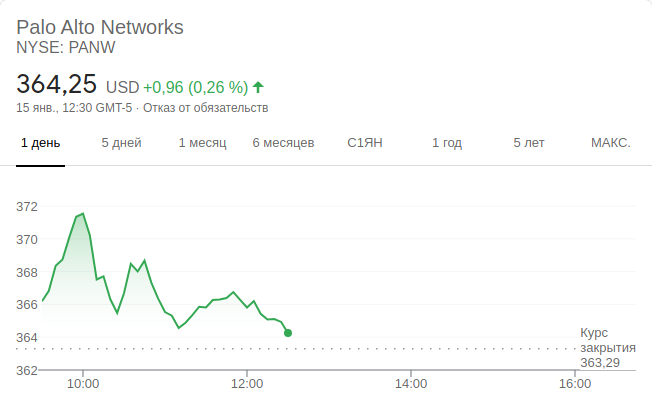 Palo Alto Networks
NYSE: PANW
364,25 USD +0,96 (0,26 %)
15 янв., 12:30 GMT-5 · Отказ от обязательств
1 день 5 дней 1 месяц 6 месяцев С1ЯН 1 год 5 лет МАКС.
372
370
368
366
364
362
Курс
закрытия
363,29
10:00 12:00 14:00 16:00